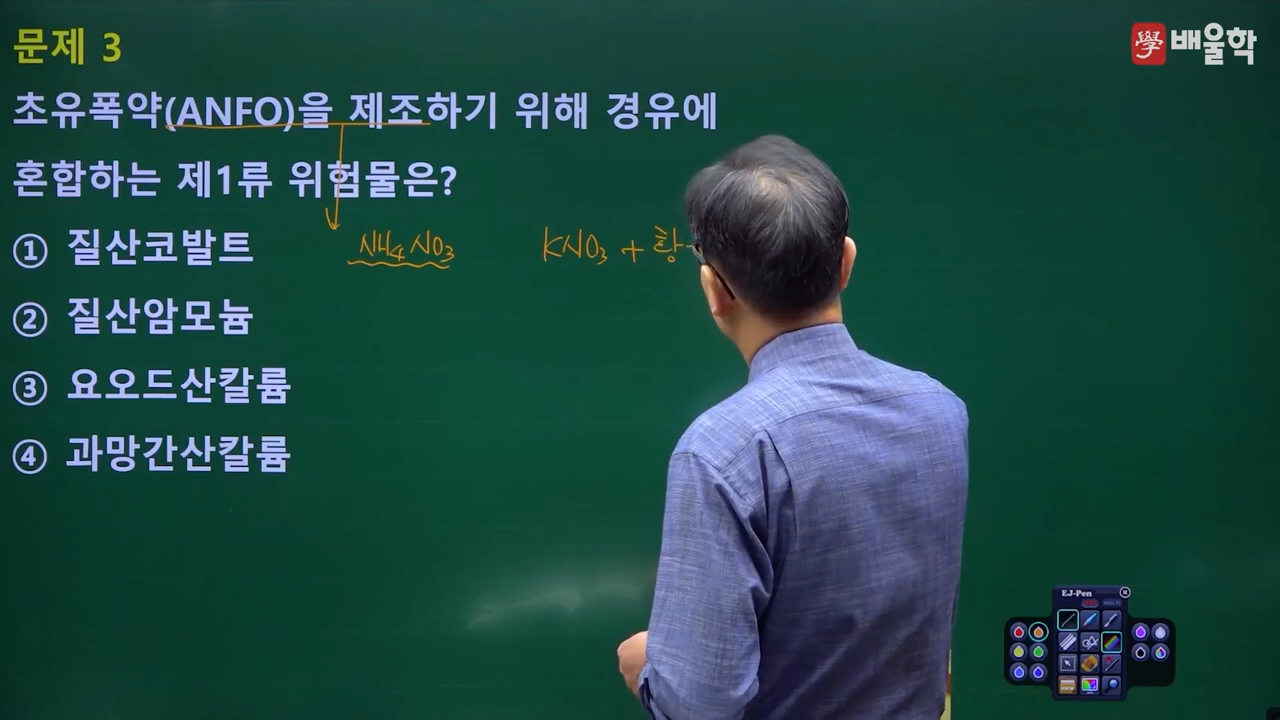 문제 3
學 배울학
초유폭약(ANFO)을 제조하기 위해 경유에
혼합하는 제1류 위험물은?
① 질산코발트
NH4NO3
KNO3 + 황
② 질산암모늄
③ 요오드산칼륨
④ 과망간산칼륨
EJ-Pen